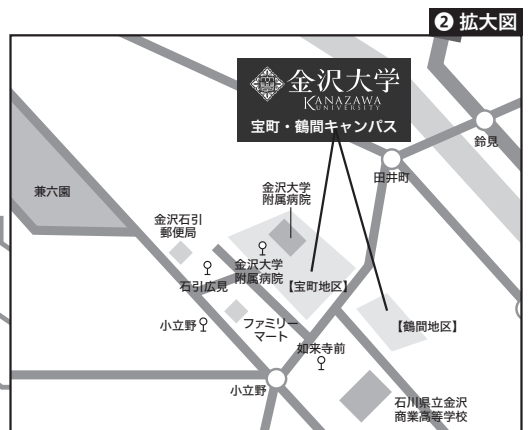 ❷ 拡大図
金沢大学
KANAZAWA
UNIVERSITY
宝町・鶴間キャンパス
鈴見
田井町
兼六園
金沢大学
附属病院
金沢石引
郵便局
金沢大学
附属病院
石引広見
【宝町地区】
小立野
ファミリー
マート
【鶴間地区】
如来寺前
小立野
石川県立金沢
商業高等学校